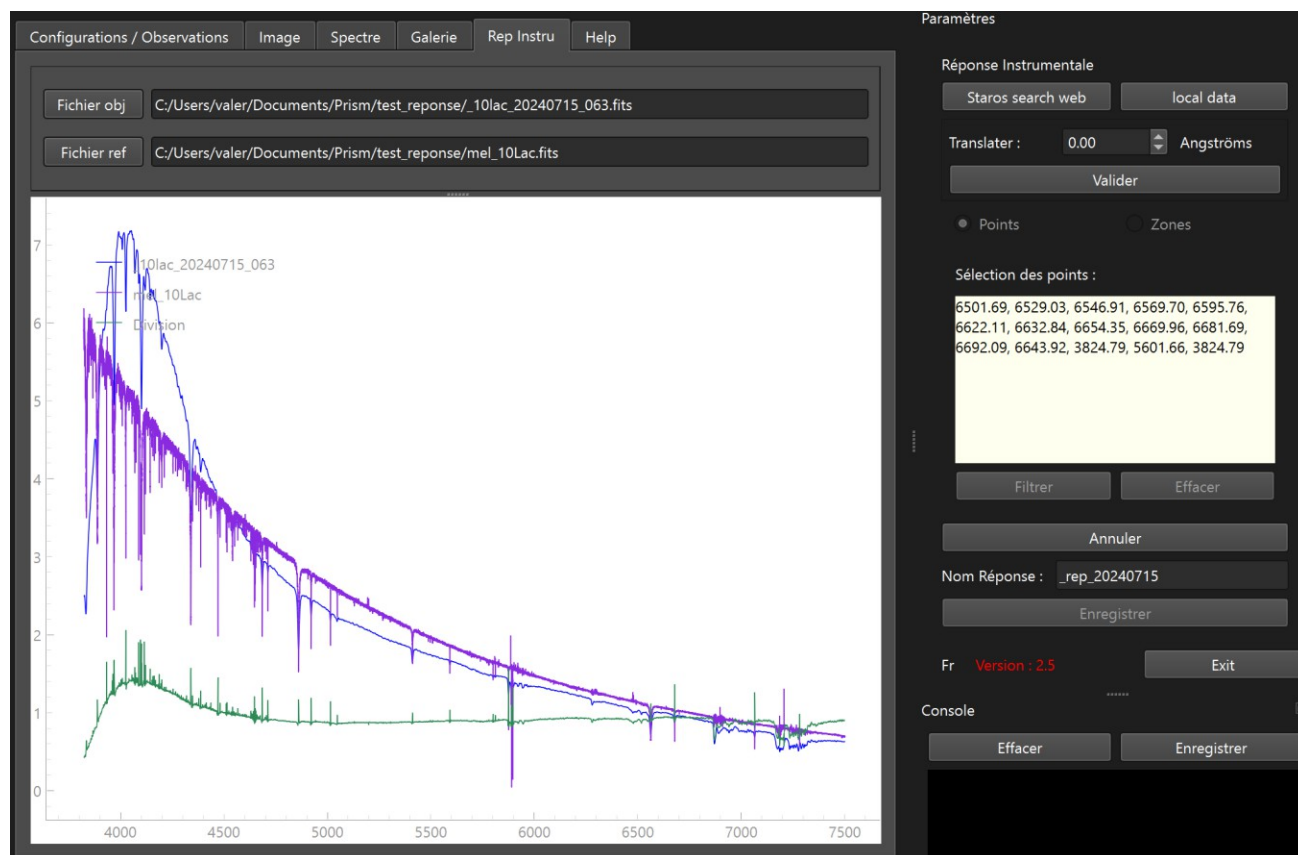 Configurations / Observations Image Spectre Galerie Rep Instru Help
Fichier obj C:/Users/valer/Documents/Prism/test_reponse/_10lac_20240715_063.fits
Fichier ref C:/Users/valer/Documents/Prism/test_reponse/mel_10Lac.fits
7
6
5
4
3
2
1
0
_10lac_20240715_063
mel_10Lac
Division
4000 4500 5000 5500 6000 6500 7000 7500
Paramètres
Réponse Instrumentale
Staros search web local data
Translater : 0.00 Angströms
Valider
Points Zones
Sélection des points :
6501.69, 6529.03, 6546.91, 6569.70, 6595.76,
6622.11, 6632.84, 6654.35, 6669.96, 6681.69,
6692.09, 6643.92, 3824.79, 5601.66, 3824.79
Filtrer Effacer
Annuler
Nom Réponse : _rep_20240715
Enregistrer
Fr Version : 2.5 Exit
Console
Effacer Enregistrer